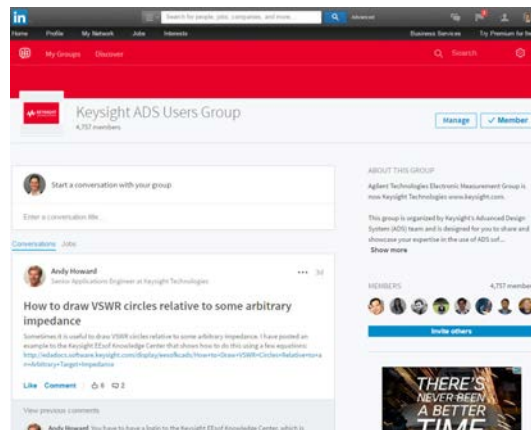 in
Search for people, jobs, companies, and more...
Advanced
Home Profile My Network Jobs Interests
Business Services Try Premium for
My Groups Discover
Search
KEYSIGHT
Keysight ADS Users Group
4,757 members
Manage
✓ Member
Start a conversation with your group
Enter a conversation title...
Conversations Jobs
Andy Howard
Senior Applications Engineer at Keysight Technologies
How to draw VSWR circles relative to some arbitrary
impedance
Sometimes it is useful to draw VSWR circles relative to some arbitrary impedance. I have posted an
example to the Keysight EEsof Knowledge Center that shows how to do this using a few equations:
Like Comment 6 2
View previous comments
Andy Howard You have to have a login to the Keysight EEsof Knowledge Center, which is
ABOUT THIS GROUP
Agilent Technologies Electronic Measurement Group is
now Keysight Technologies www.keysight.com.
This group is organized by Keysight's Advanced Design
System (ADS) team and is designed for you to share and
showcase your expertise in the use of ADS sof...
Show more
MEMBERS
4,757 member
Invite others
THERE'S
NEVER BEEN
A BETTER
TIME